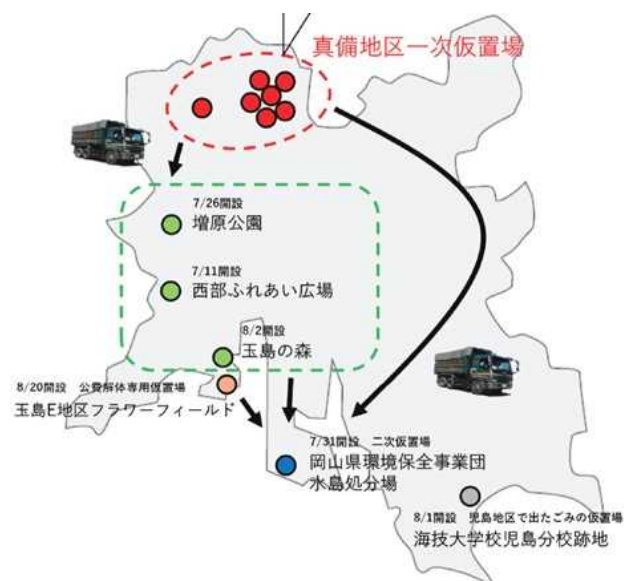 真備地区一次仮置場
7/26開設
増原公園
7/11開設
西部ふれあい広場
8/2開設
玉島の森
8/20開設 公費解体専用仮置場
玉島E地区フラワーフィールド
7/31開設 二次仮置場
岡山県環境保全事業団
水島処分場
8/1開設 児島地区で出たごみの仮置場
海技大学校児島分校跡地